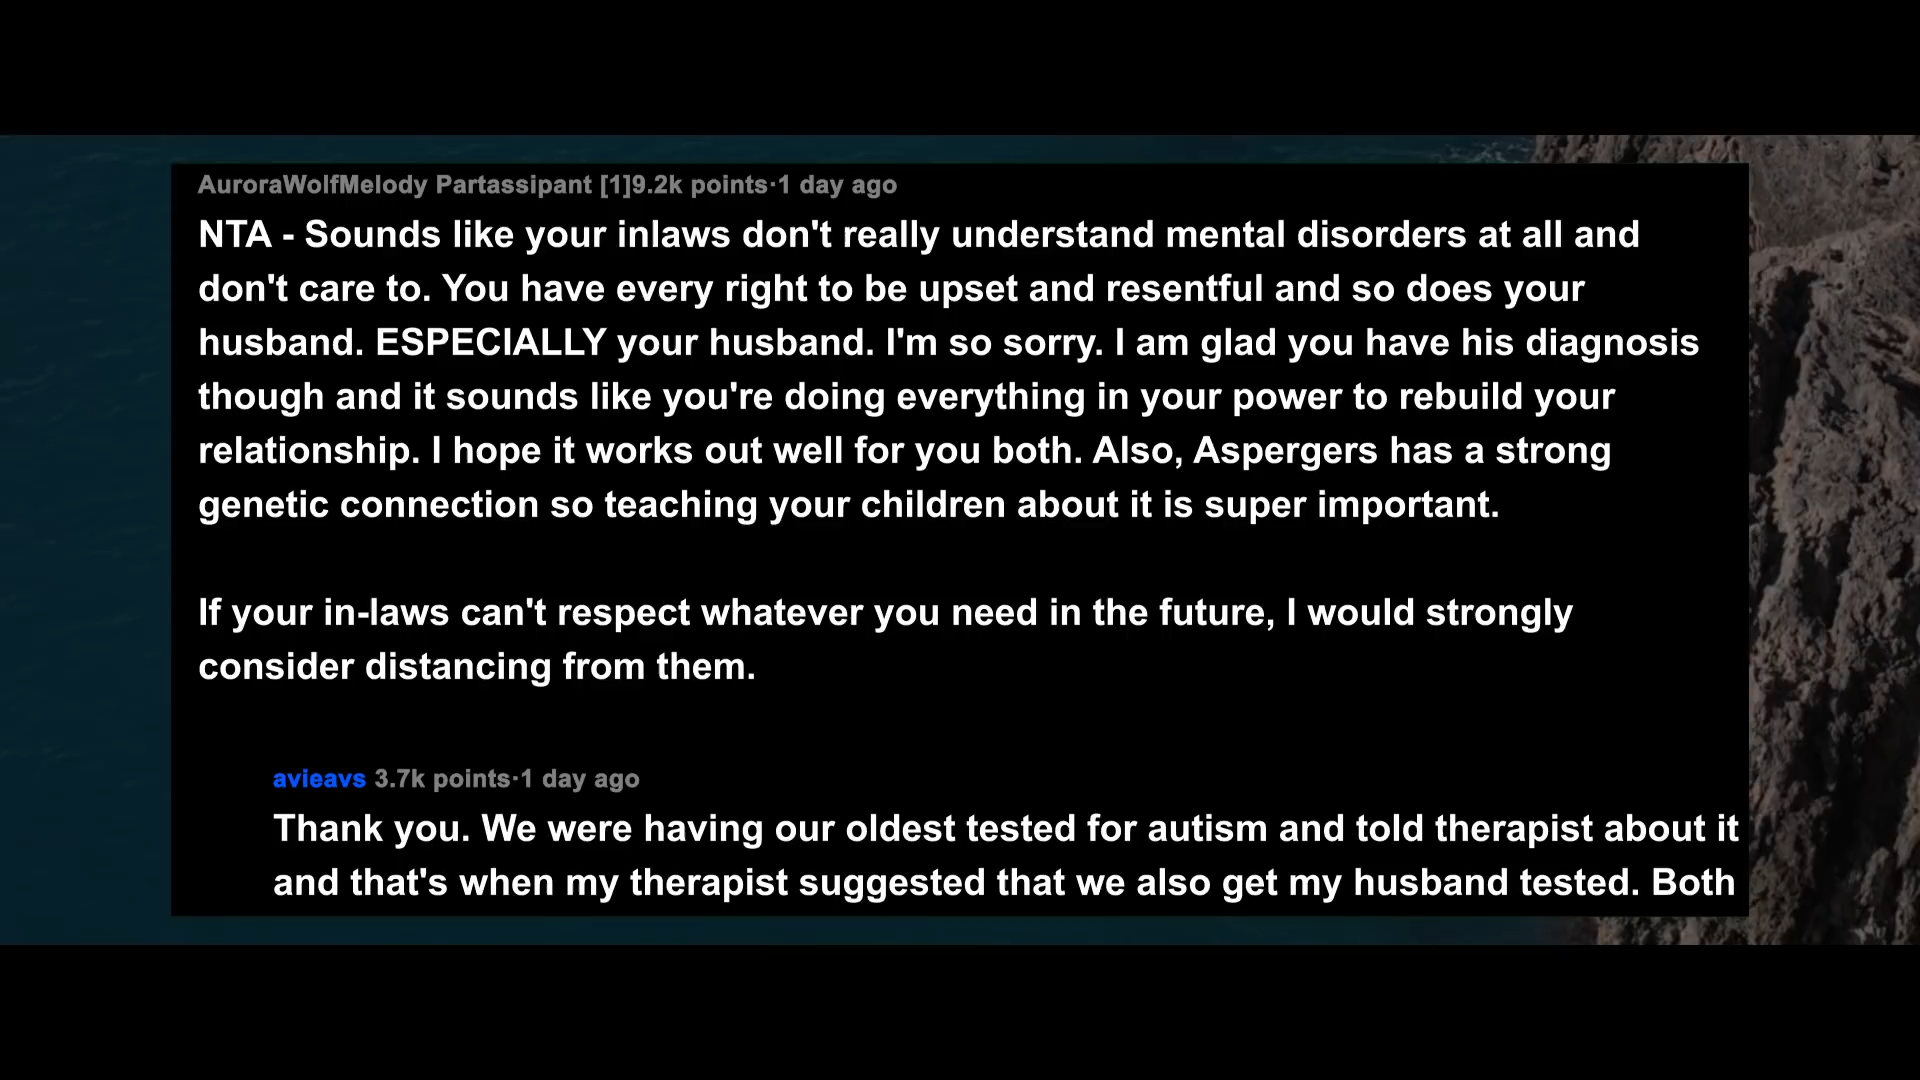 AuroraWolfMelody Partassipant [1]9.2k points·1 day ago
NTA - Sounds like your inlaws don't really understand mental disorders at all and
don't care to. You have every right to be upset and resentful and so does your
husband. ESPECIALLY your husband. I'm so sorry. I am glad you have his diagnosis
though and it sounds like you're doing everything in your power to rebuild your
relationship. I hope it works out well for you both. Also, Aspergers has a strong
genetic connection so teaching your children about it is super important.
If your in-laws can't respect whatever you need in the future, I would strongly
consider distancing from them.
avieavs 3.7k points·1 day ago
Thank you. We were having our oldest tested for autism and told therapist about it
and that's when my therapist suggested that we also get my husband tested. Both